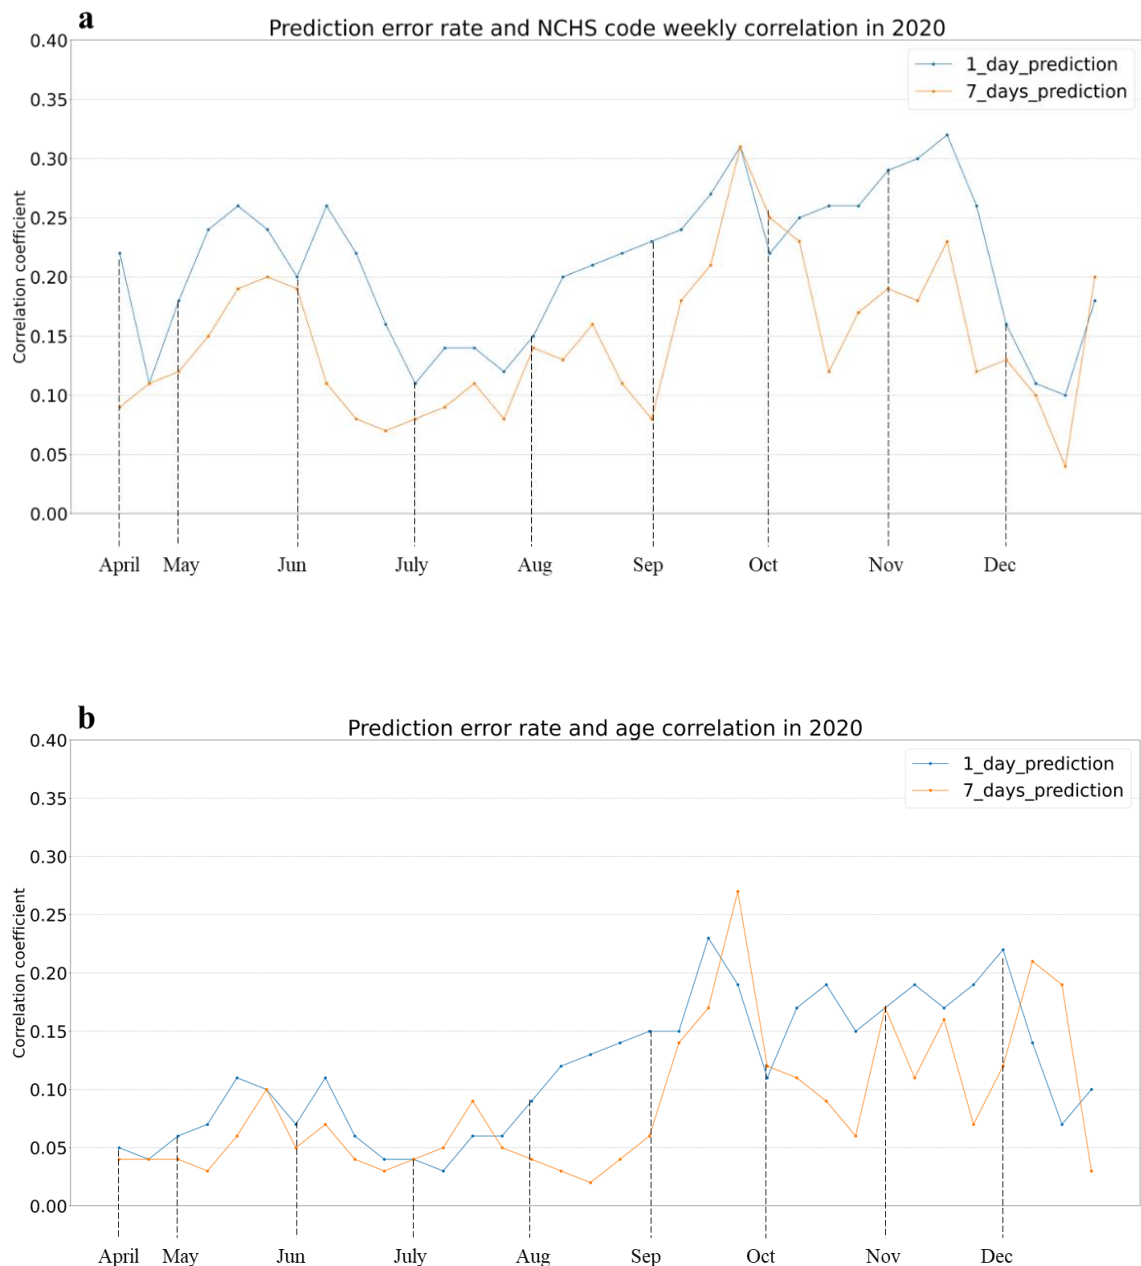 a
Prediction error rate and NCHS code weekly correlation in 2020
0.40
0.35
0.30
0.25
0.20
0.15
0.10
0.05
0.00
Correlation coefficient
1_day_prediction
7_days_prediction
April May Jun July Aug Sep Oct Nov Dec
b
Prediction error rate and age correlation in 2020
0.40
0.35
0.30
0.25
0.20
0.15
0.10
0.05
0.00
Correlation coefficient
1_day_prediction
7_days_prediction
April May Jun July Aug Sep Oct Nov Dec